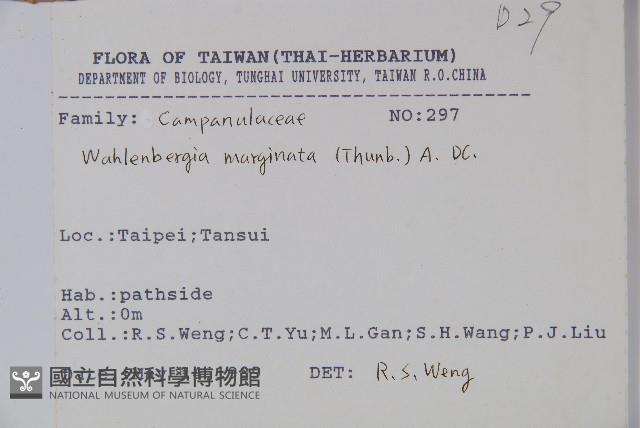 D29
FLORA OF TAIWAN(THAI-HERBARIUM)
DEPARTMENT OF BIOLOGY, TUNGHAI UNIVERSITY, TAIWAN R.O.CHINA
Family: Campanulaceae NO:297
Wahlenbergia marginata (Thunb.) A. DC.
Loc.:Taipei;Tansui
Hab.:pathside
Alt.:0m
Coll.:R.S.Weng;C.T.Yu;M.L.Gan;S.H.Wang;P.J.Liu
DET: R.S. Weng
國立自然科學博物館
NATIONAL MUSEUM OF NATURAL SCIENCE